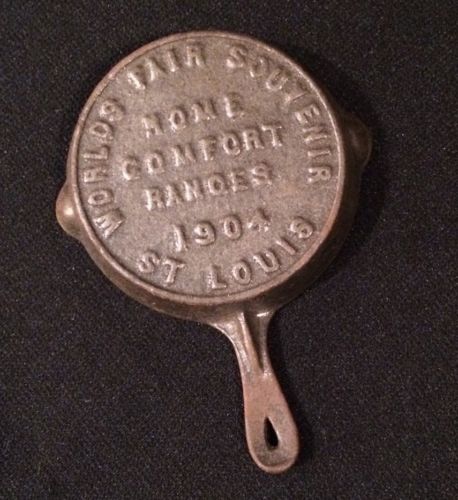 WORLDS FAIR SOUVENIR
HOME
COMFORT
RANGES
1904
ST LOUIS